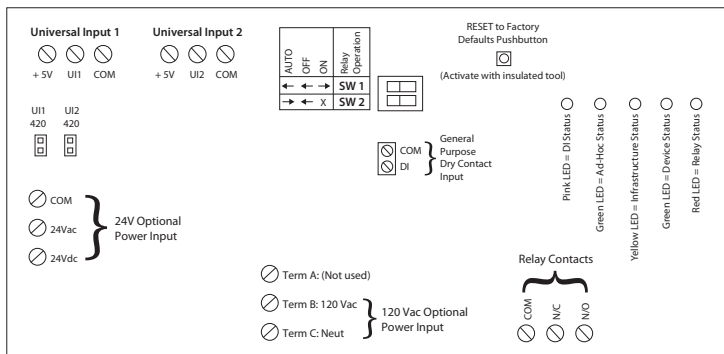 Universal Input 1
+ 5V UI1 COM
Universal Input 2
+ 5V UI2 COM
UI1 UI2
420 420
AUTO OFF ON Relay Operation
← ← → SW 1
→ ← X SW 2
RESET to Factory
Defaults Pushbutton
(Activate with insulated tool)
COM
DI
General
Purpose
Dry Contact
Input
Pink LED = DI Status
Green LED = Ad-Hoc Status
Yellow LED = Infrastructure Status
Green LED = Device Status
Red LED = Relay Status
COM
24Vac
24Vdc
24V Optional
Power Input
Term A: (Not used)
Term B: 120 Vac
Term C: Neut
120 Vac Optional
Power Input
Relay Contacts
COM N/C N/O